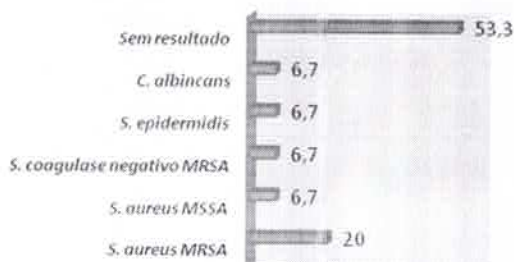 Sem resultado 53,3
C. albincans 6,7
S. epidermidis 6,7
S. coagulase negativo MRSA 6,7
S. aureus MSSA 6,7
S. aureus MRSA 20